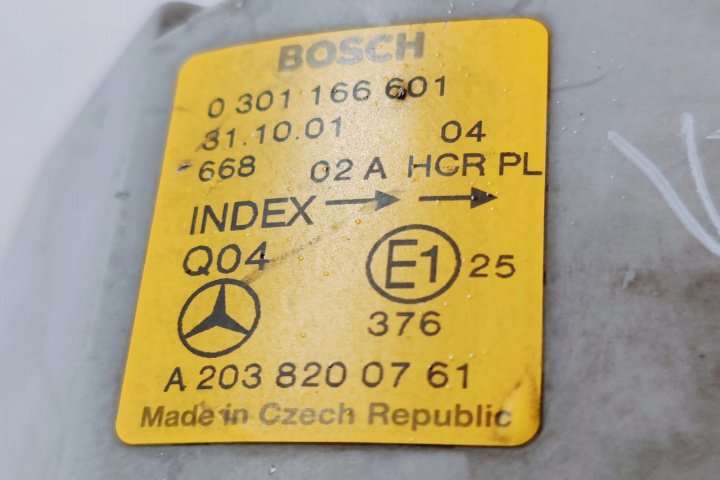 BOSCH
0 301 166 601
31.10.01 04
668 02 A HCR PL
INDEX
Q04 E1 25
376
A 203 820 07 61
Made in Czech Republic